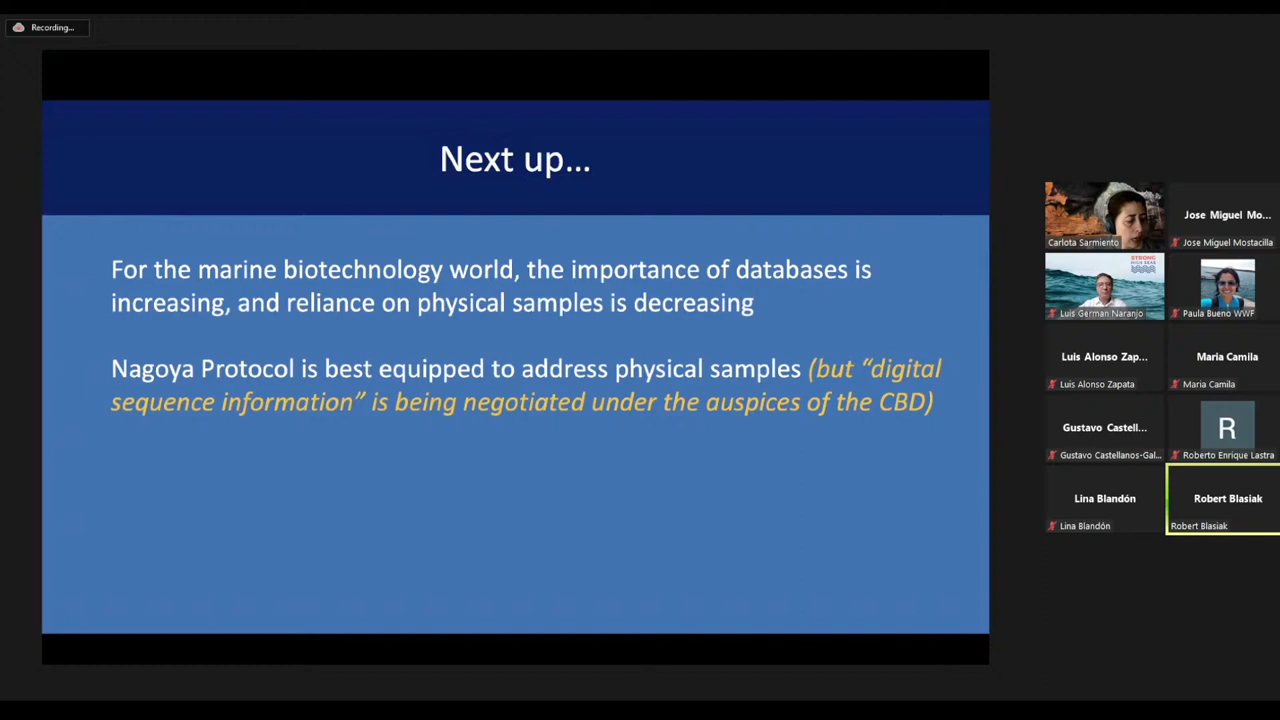 Recording...
Next up...
For the marine biotechnology world, the importance of databases is
increasing, and reliance on physical samples is decreasing
Nagoya Protocol is best equipped to address physical samples (but “digital
sequence information” is being negotiated under the auspices of the CBD)
Carlota Sarmiento
Jose Miguel Mo...
Jose Miguel Mostacilla
STRONG
HIGH SEAS
Luis German Naranjo
Paula Bueno WWF
Luis Alonso Zap...
Luis Alonso Zapata
Maria Camila
Maria Camila
Gustavo Castell...
Gustavo Castellanos-Gal...
R
Roberto Enrique Lastra
Lina Blandón
Lina Blandón
Robert Blasiak
Robert Blasiak